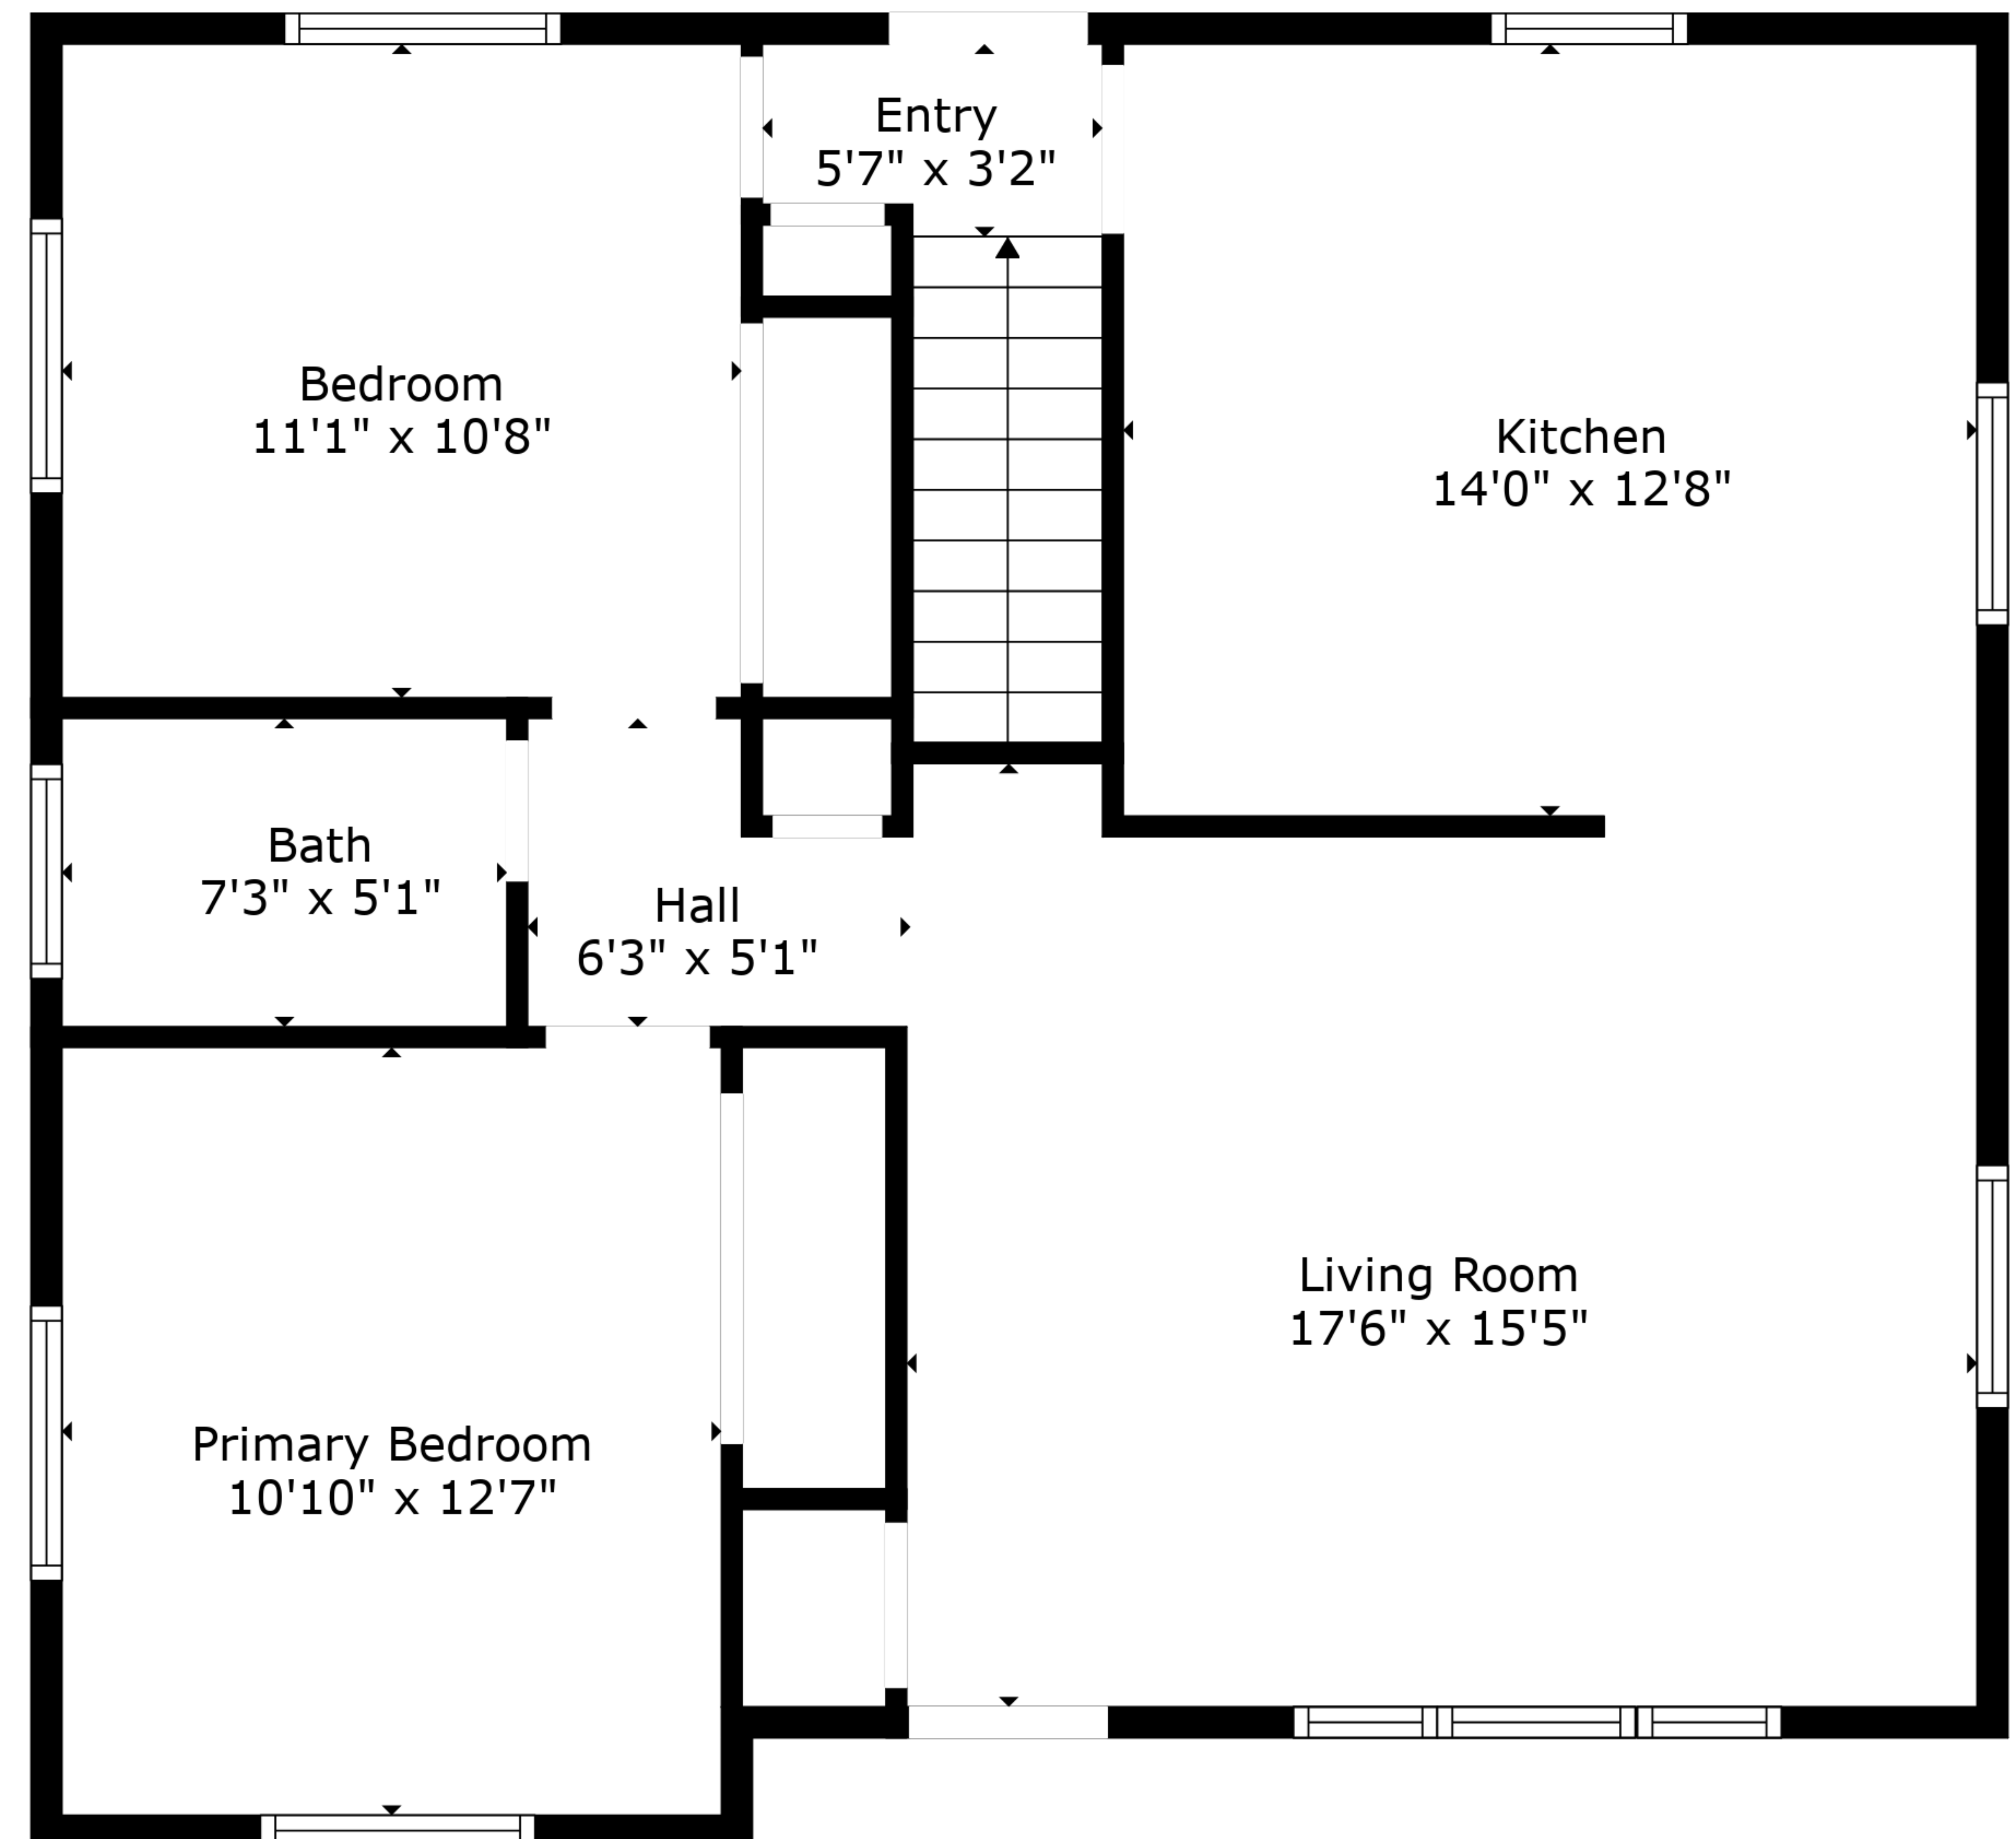 Entry
5'7" x 3'2"
Bedroom
11'1" x 10'8"
Kitchen
14'0" x 12'8"
Bath
7'3" x 5'1"
Hall
6'3" x 5'1"
Living Room
17'6" x 15'5"
Primary Bedroom
10'10" x 12'7"